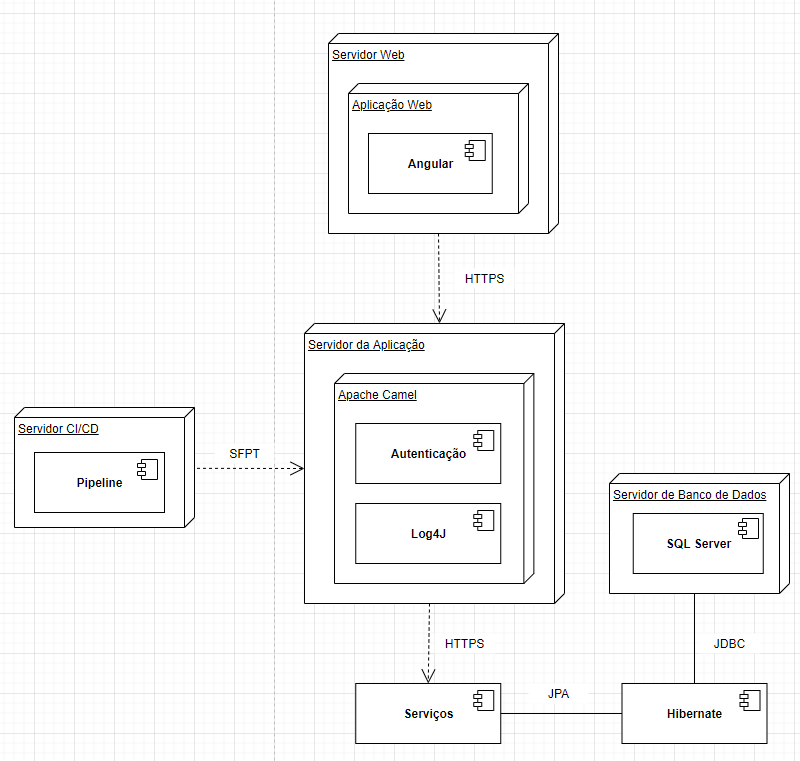 Servidor Web
Aplicação Web
Angular
HTTPS
Servidor da Aplicação
Apache Camel
Autenticação
Log4J
Servidor CI/CD
Pipeline
SFPT
Servidor de Banco de Dados
SQL Server
HTTPS
JDBC
Serviços
JPA
Hibernate